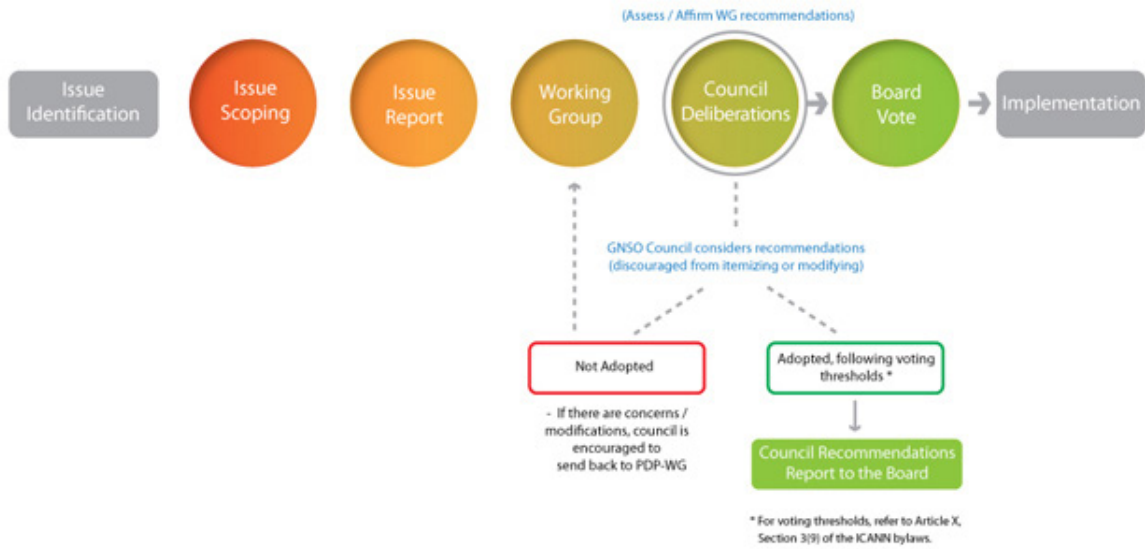 (Assess / Affirm WG recommendations)
Issue
Identification
Issue
Scoping
Issue
Report
Working
Group
Council
Deliberations
Board
Vote
Implementation
GNSO Council considers recommendations
(discouraged from itemizing or modifying)
Not Adopted
- If there are concerns /
modifications, council is
encouraged to
send back to PDP-WG
Adopted, following voting
thresholds *
Council Recommendations
Report to the Board
* For voting thresholds, refer to Article X,
Section 3(9) of the ICANN bylaws.